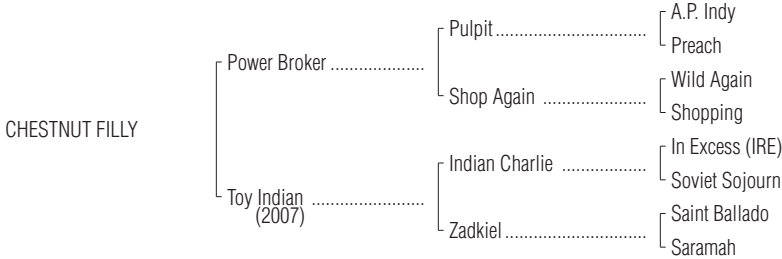 A.P. Indy
Pulpit
Preach
Power Broker
Wild Again
Shop Again
Shopping
CHESTNUT FILLY
In Excess (IRE)
Indian Charlie
Soviet Sojourn
Toy Indian
(2007)
Saint Ballado
Zadkiel
Saramah